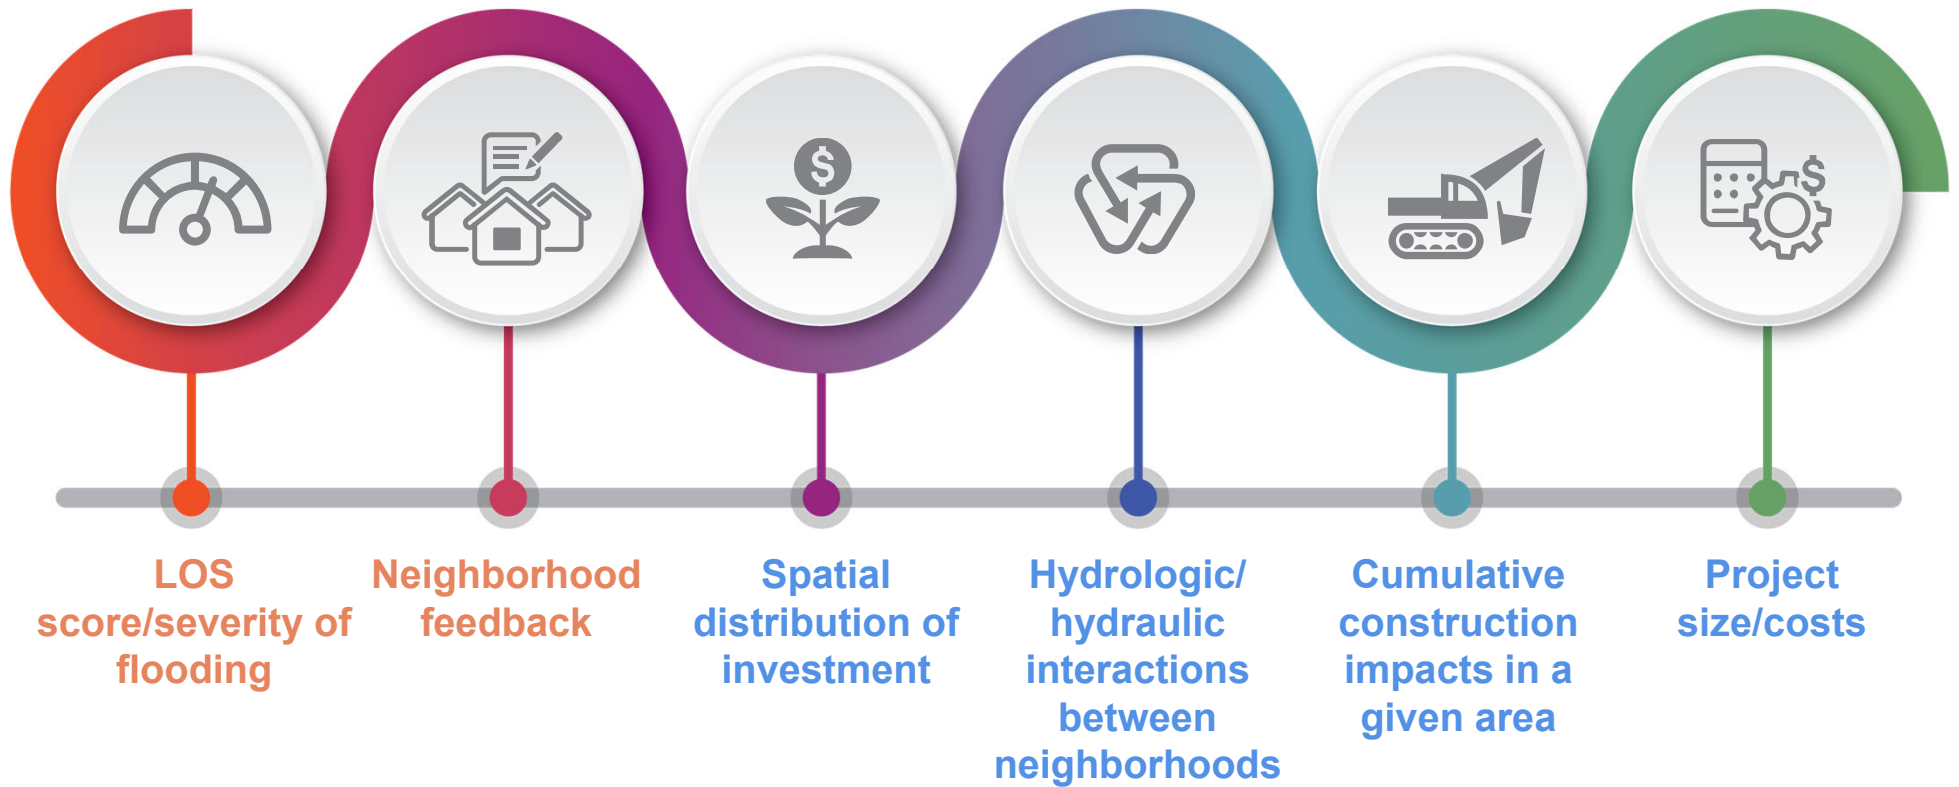 $
$
LOS
score/severity of
flooding
Neighborhood
feedback
Spatial
distribution of
investment
Hydrologic/
hydraulic
interactions
between
neighborhoods
Cumulative
construction
impacts in a
given area
Project
size/costs